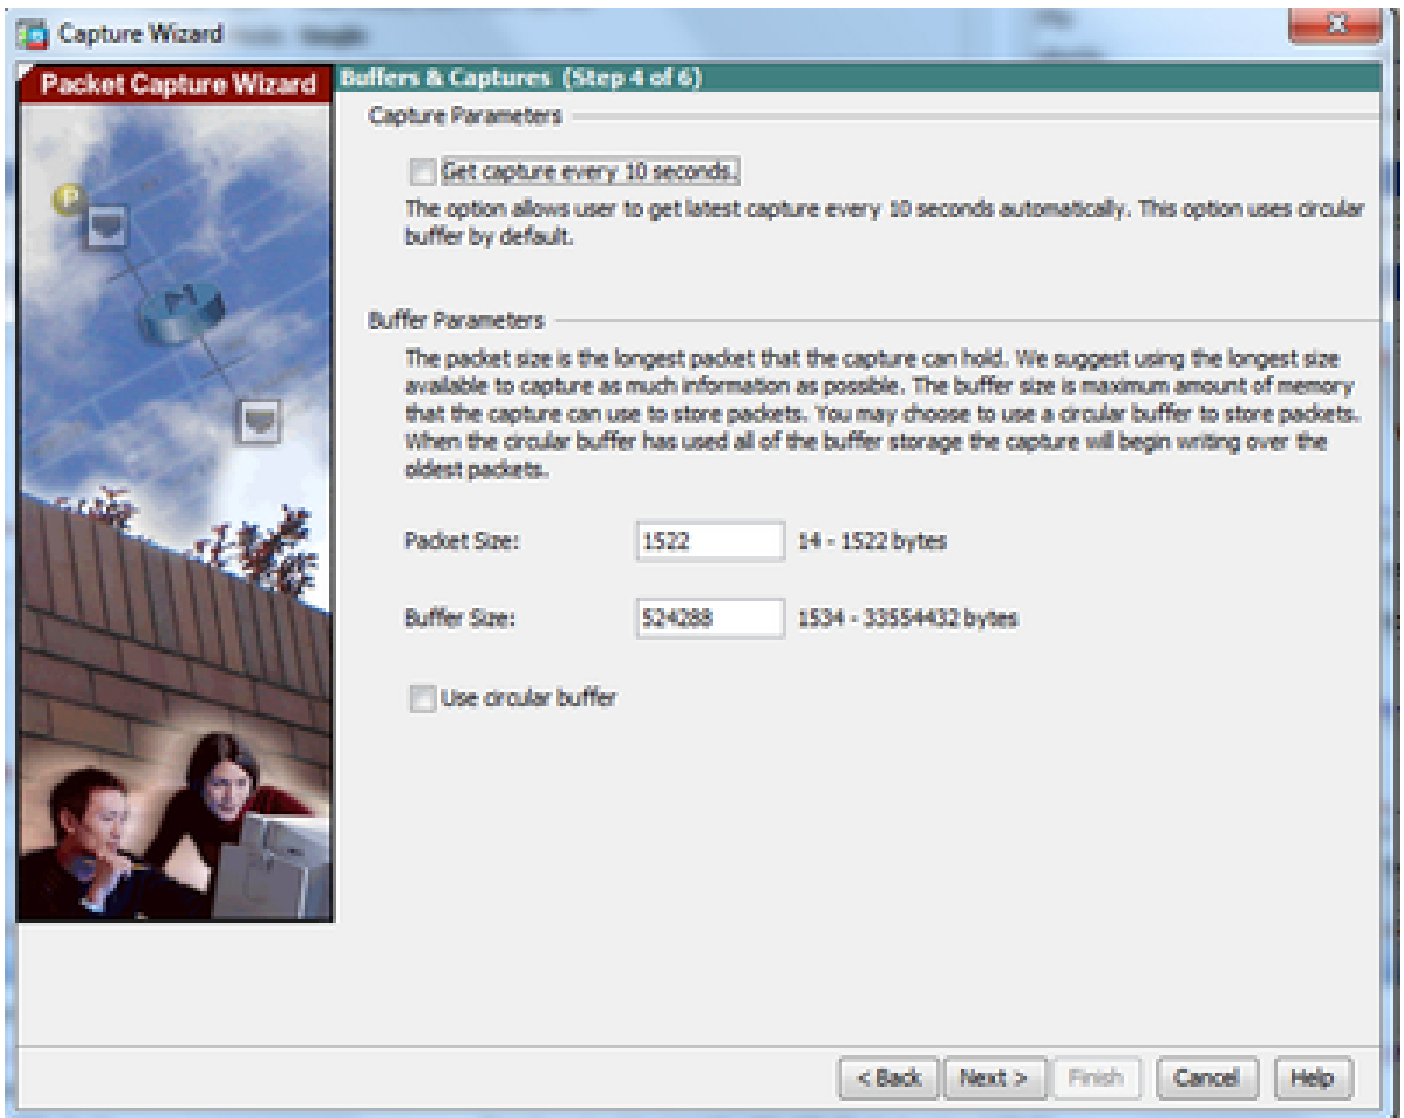 Capture Wizard
Packet Capture Wizard
Buffers & Captures (Step 4 of 6)
Capture Parameters
Get capture every 10 seconds.
The option allows user to get latest capture every 10 seconds automatically. This option uses circular
buffer by default.
Buffer Parameters
The packet size is the longest packet that the capture can hold. We suggest using the longest size
available to capture as much information as possible. The buffer size is maximum amount of memory
that the capture can use to store packets. You may choose to use a circular buffer to store packets.
When the circular buffer has used all of the buffer storage the capture will begin writing over the
oldest packets.
Packet Size: 1522 14 - 1522 bytes
Buffer Size: 524288 1534 - 33554432 bytes
Use circular buffer
< Back Next > Finish Cancel Help
P